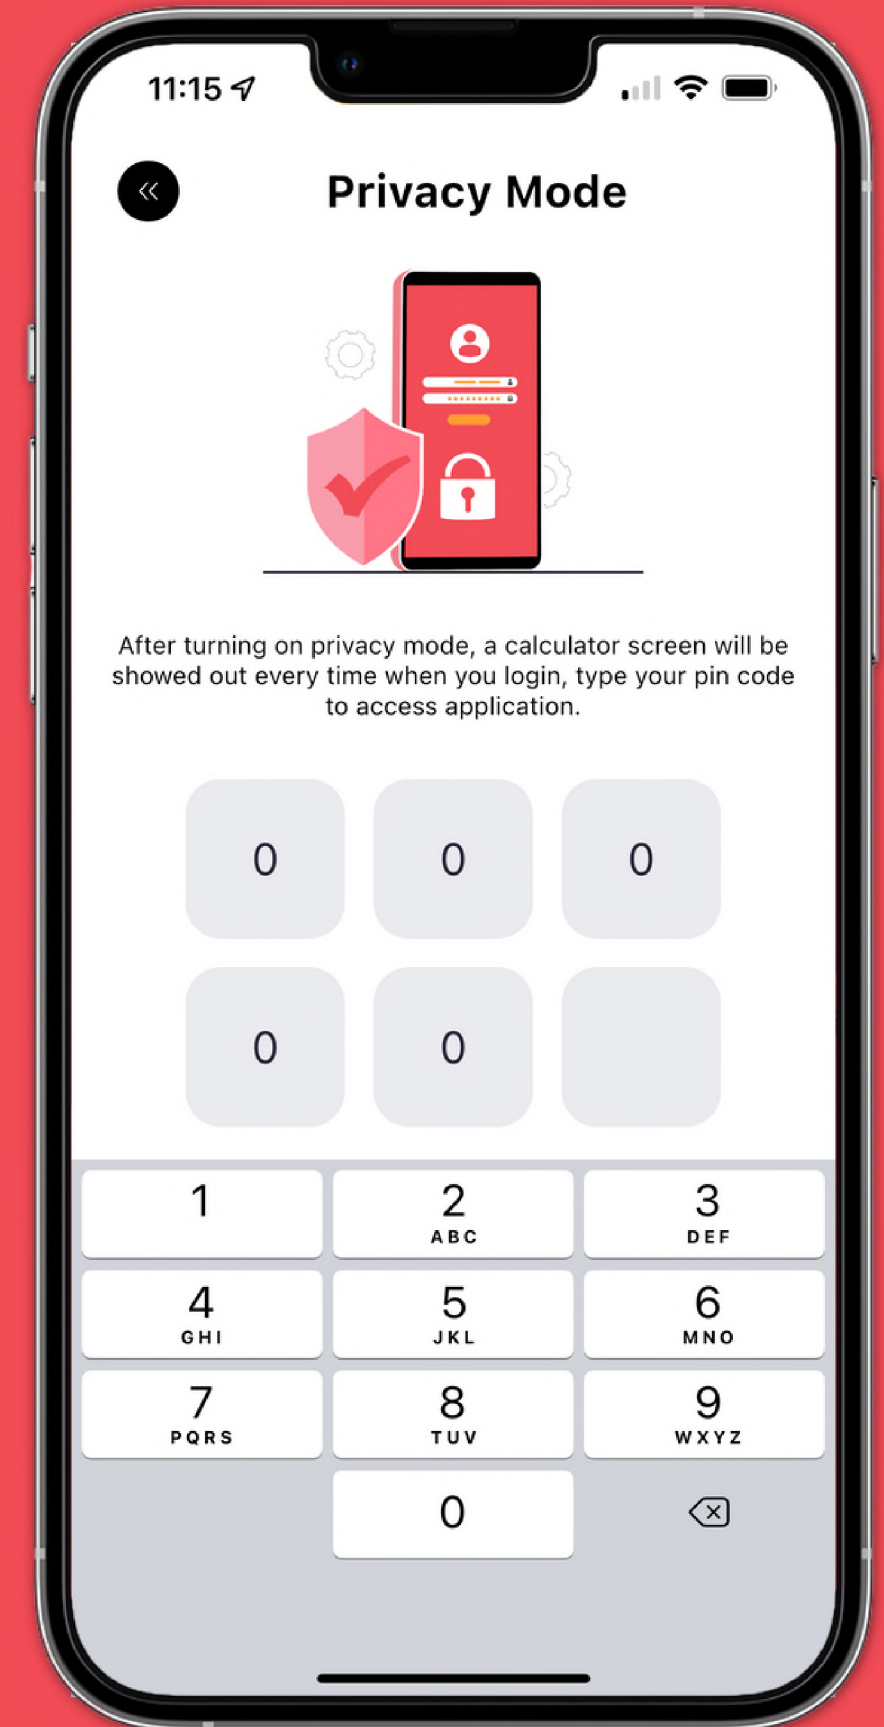 11:15
Privacy Mode
After turning on privacy mode, a calculator screen will be
showed out every time when you login, type your pin code
to access application.
0 0 0
0 0
1 2 3
ABC DEF
4 5 6
GHI JKL MNO
7 8 9
PQRS TUV WXYZ
0